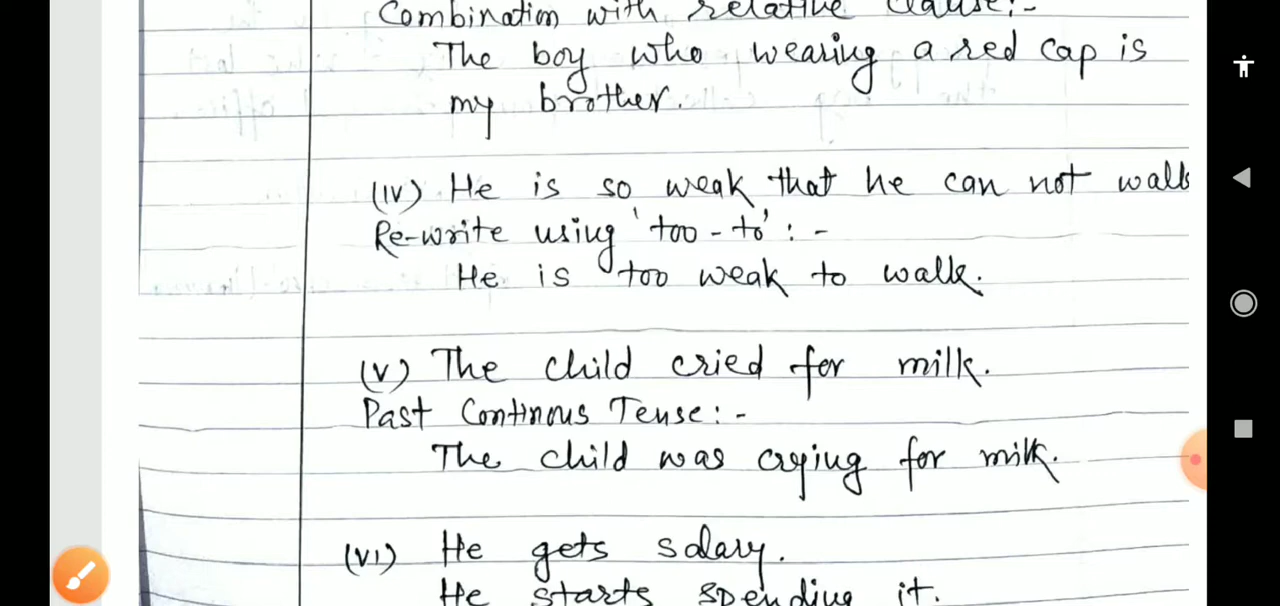 Combination with relative clause:-
The boy who wearing a red cap is
my brother.
(IV) He is so weak that he can not walk
Re-write using 'too-to' :-
He is too weak to walk.
(V) The child cried for milk.
Past Continous Tense:-
The child was crying for milk.
(VI) He gets salary.
He starts spending it.